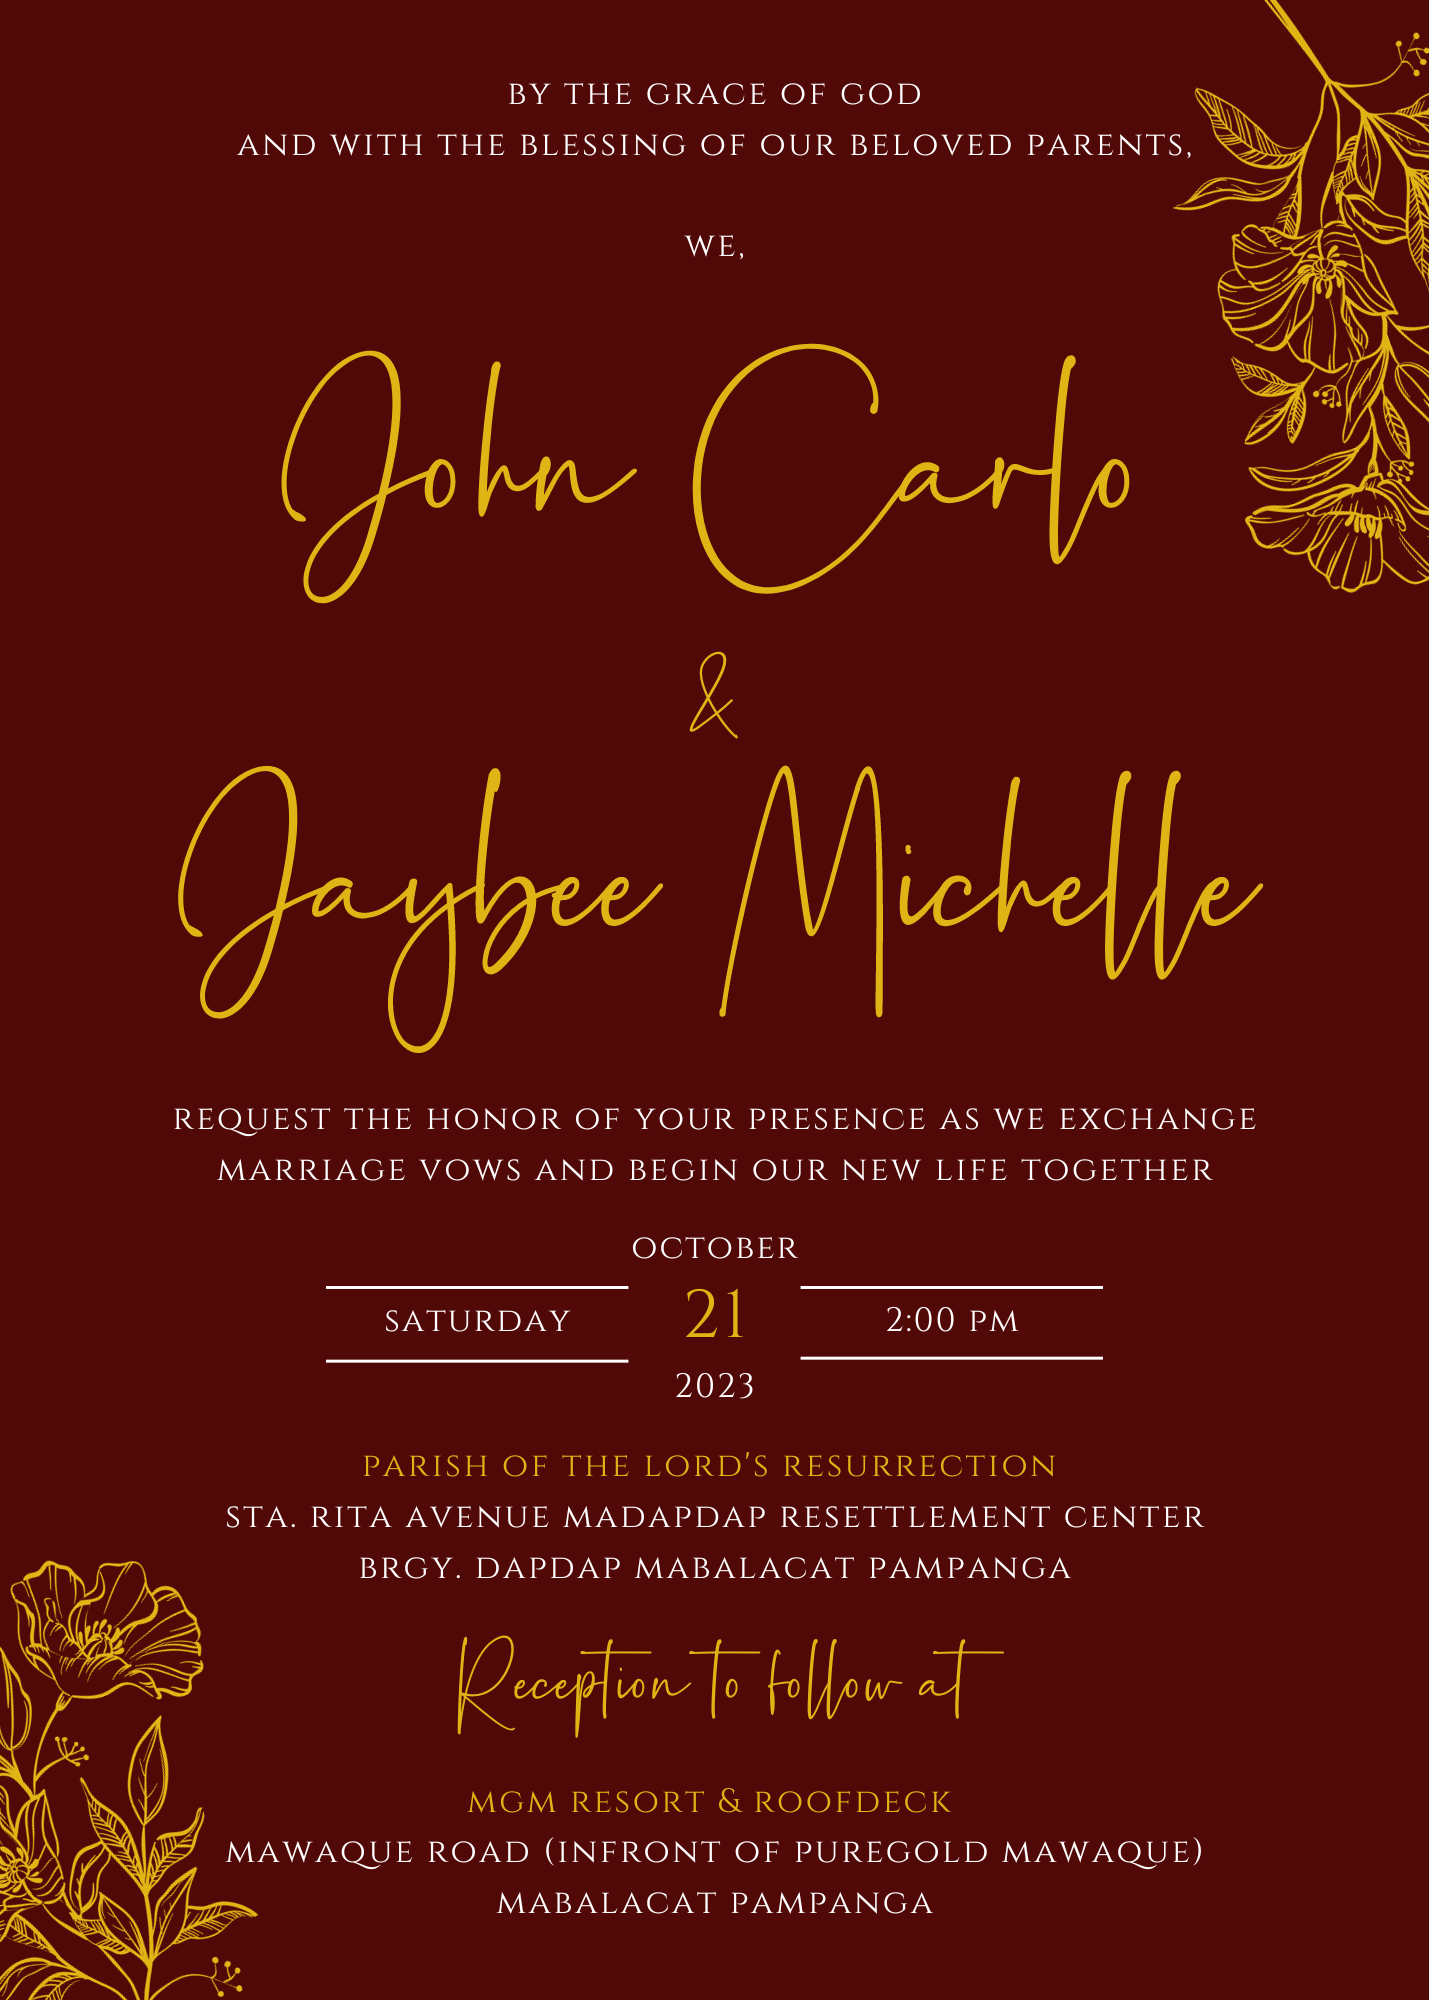 BY THE GRACE OF GOD
AND WITH THE BLESSING OF OUR BELOVED PARENTS,
WE,
John Carlo
&
Jaybee Michelle
REQUEST THE HONOR OF YOUR PRESENCE AS WE EXCHANGE
MARRIAGE VOWS AND BEGIN OUR NEW LIFE TOGETHER
OCTOBER
SATURDAY 21 2:00 PM
2023
PARISH OF THE LORD'S RESURRECTION
STA. RITA AVENUE MADAPDAP RESETTLEMENT CENTER
BRGY. DAPDAP MABALACAT PAMPANGA
Reception to follow at
MGM RESORT & ROOFDECK
MAWAQUE ROAD (INFRONT OF PUREGOLD MAWAQUE)
MABALACAT PAMPANGA